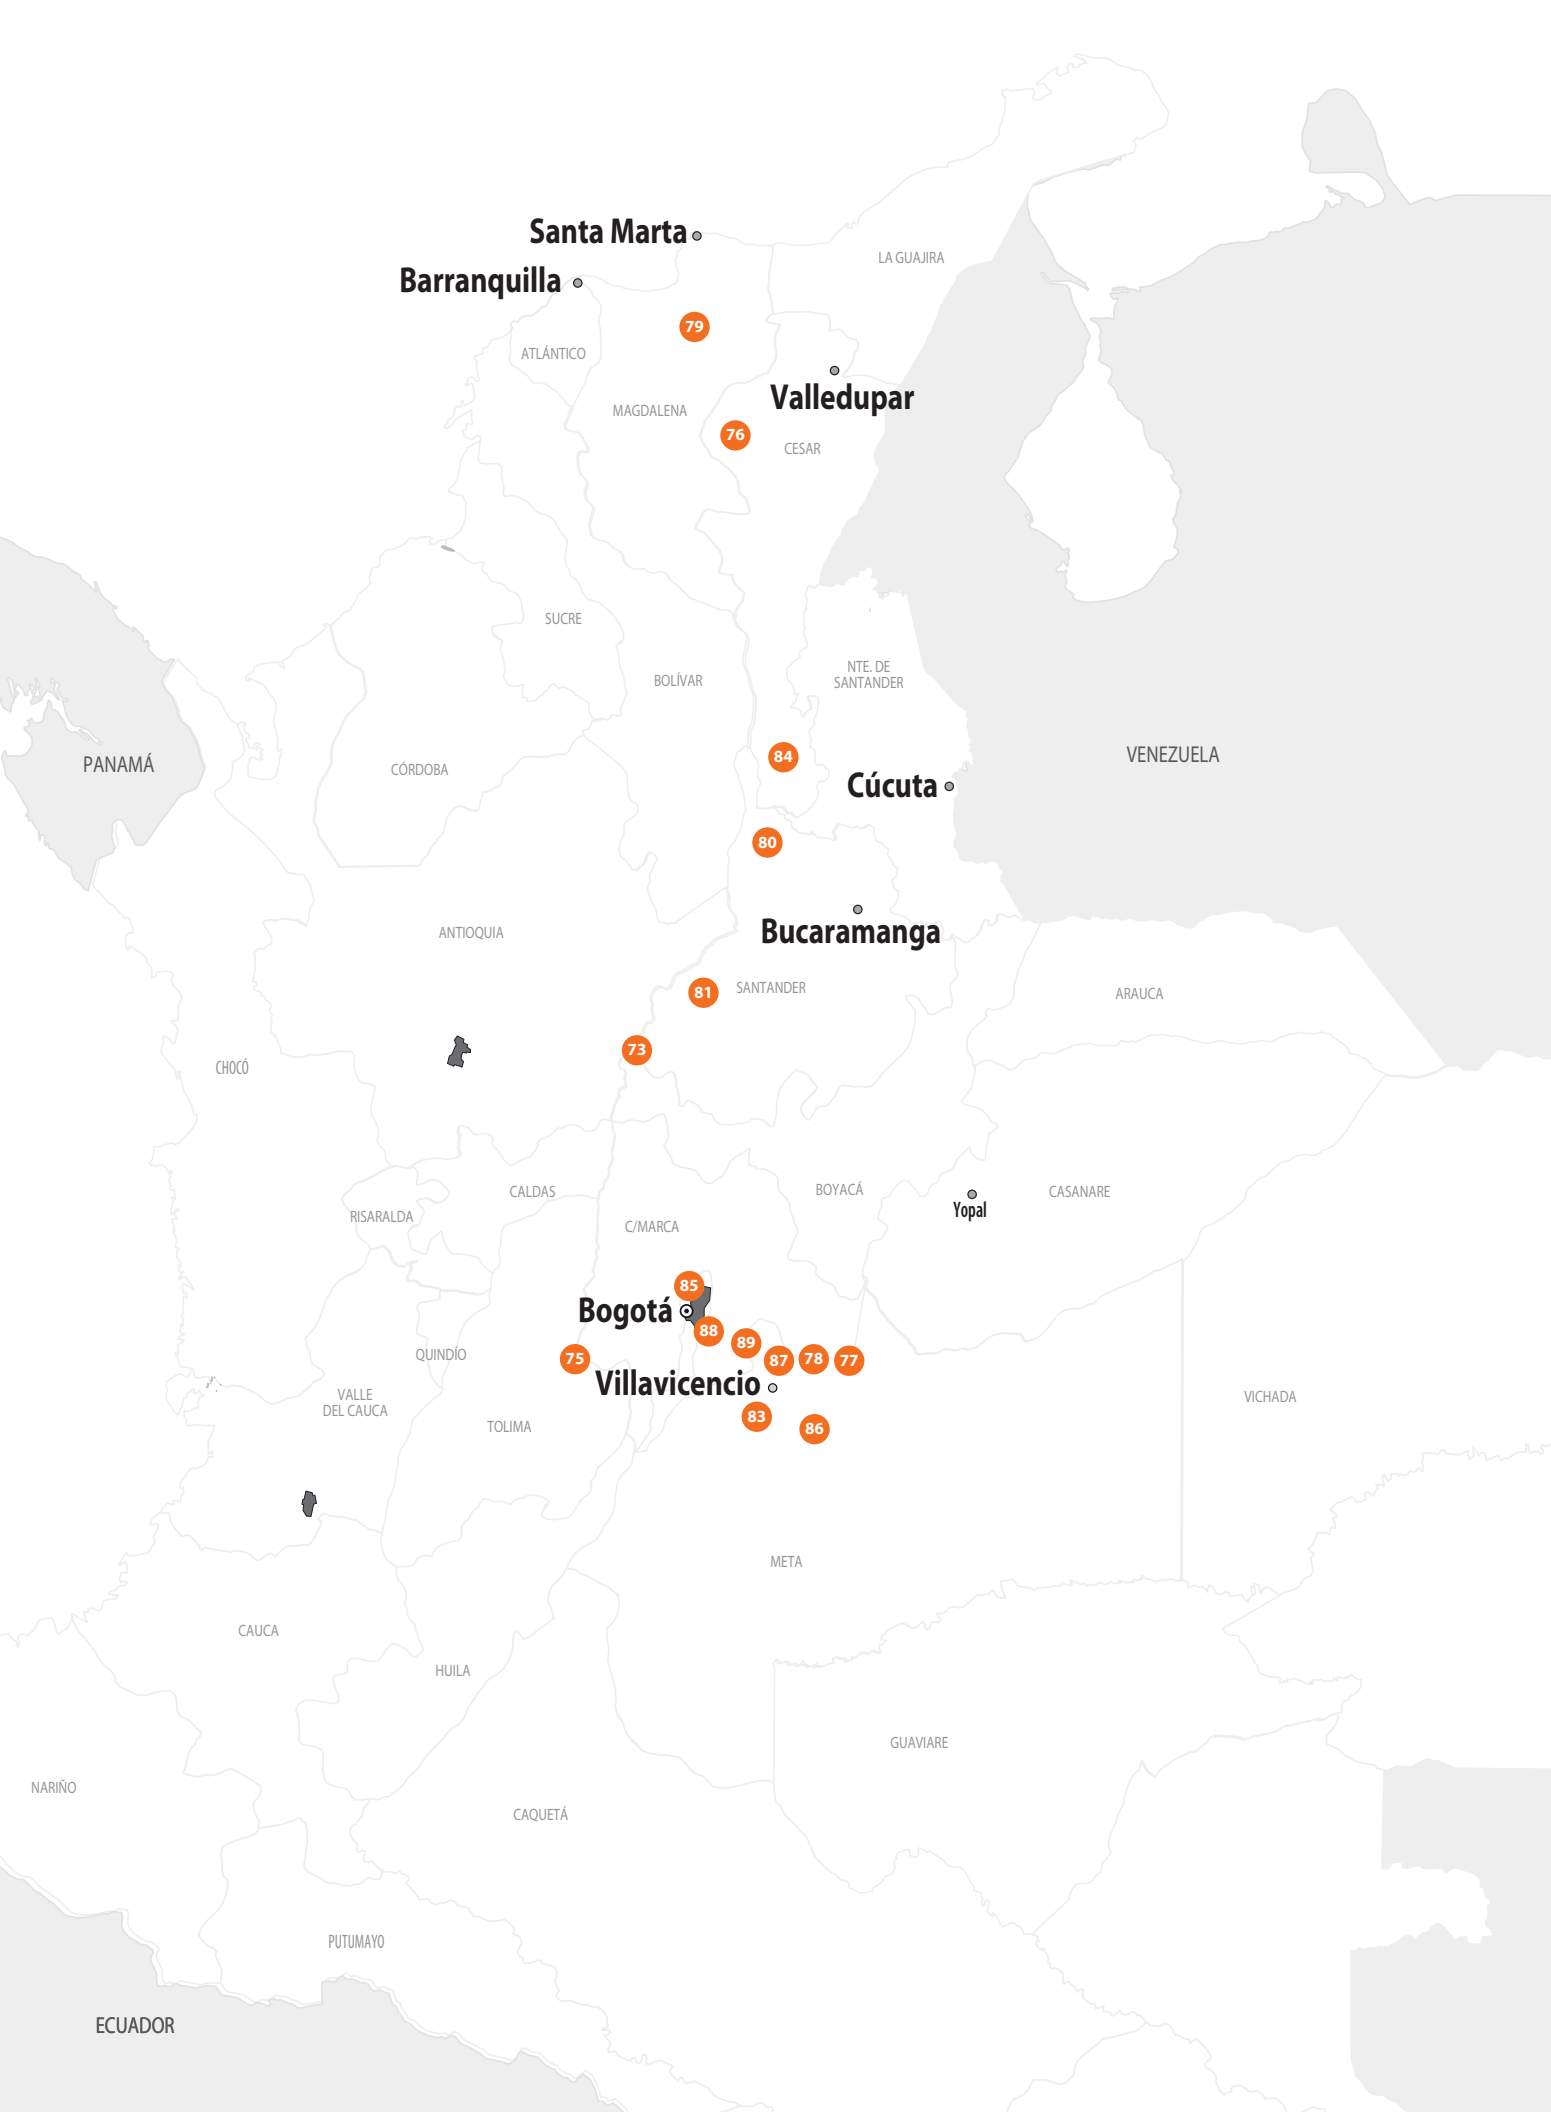 Santa Marta
LA GUAJIRA
Barranquilla
79
ATLÁNTICO
Valledupar
MAGDALENA
76
CESAR
SUCRE
NTE. DE
SANTANDER
BOLÍVAR
VENEZUELA
84
PANAMÁ
CÓRDOBA
Cúcuta
80
Bucaramanga
ANTIOQUIA
81
SANTANDER
ARAUCA
73
CHOCÓ
CALDAS
BOYACÁ
CASANARE
Yopal
RISARALDA
C/MARCA
85
Bogotá
88
89
QUINDÍO
75
87
78
77
Villavicencio
VALLE
DEL CAUCA
VICHADA
83
TOLIMA
86
META
CAUCA
HUILA
GUAVIARE
NARIÑO
CAQUETÁ
PUTUMAYO
ECUADOR